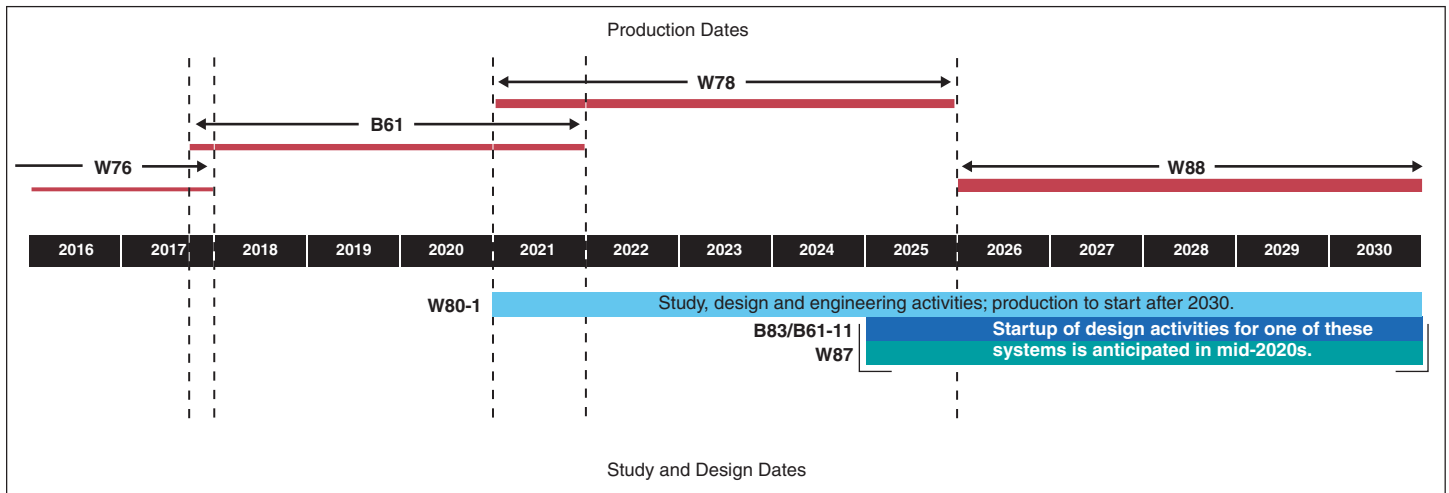 Production Dates
W78
B61
W76
W88
2016 2017 2018 2019 2020 2021 2022 2023 2024 2025 2026 2027 2028 2029 2030
W80-1 Study, design and engineering activities; production to start after 2030.
B83/B61-11 Startup of design activities for one of these
W87 systems is anticipated in mid-2020s.
Study and Design Dates